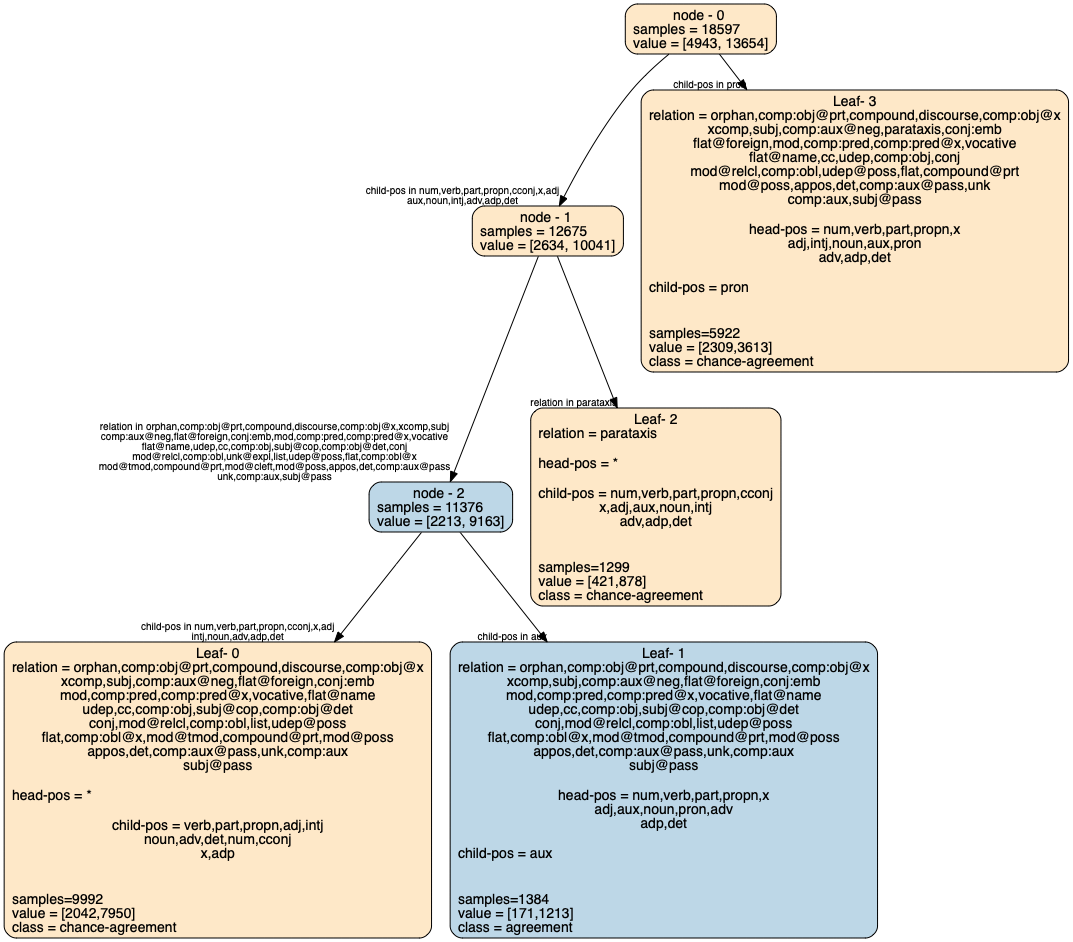 node - 0
samples = 18597
value = [4943, 13654]
child-pos in pron
Leaf- 3
relation = orphan,comp:obj@prt,compound,discourse,comp:obj@x
xcomp,subj,comp:aux@neg,parataxis,conj:emb
flat@foreign,mod,comp:pred,comp:pred@x,vocative
flat@name,cc,udep,comp:obj,conj
mod@relcl,comp:obl,udep@poss,flat,compound@prt
mod@poss,appos,det,comp:aux@pass,unk
comp:aux,subj@pass
head-pos = num,verb,part,propn,x
adj,intj,noun,aux,pron
adv,adp,det
child-pos = pron
samples=5922
value = [2309,3613]
class = chance-agreement
child-pos in num,verb,part,propn,cconj,x,adj
aux,noun,intj,adv,adp,det
node - 1
samples = 12675
value = [2634, 10041]
relation in parataxis
Leaf- 2
relation = parataxis
head-pos = *
child-pos = num,verb,part,propn,cconj
x,adj,aux,noun,intj
adv,adp,det
samples=1299
value = [421,878]
class = chance-agreement
relation in orphan,comp:obj@prt,compound,discourse,comp:obj@x,xcomp,subj
comp:aux@neg,flat@foreign,conj:emb,mod,comp:pred,comp:pred@x,vocative
flat@name,udep,cc,comp:obj,subj@cop,comp:obj@det,conj
mod@relcl,comp:obl,unk@expl,list,udep@poss,flat,comp:obl@x
mod@tmod,compound@prt,mod@cleft,mod@poss,appos,det,comp:aux@pass
unk,comp:aux,subj@pass
node - 2
samples = 11376
value = [2213, 9163]
child-pos in num,verb,part,propn,cconj,x,adj
intj,noun,adv,adp,det
Leaf- 0
relation = orphan,comp:obj@prt,compound,discourse,comp:obj@x
xcomp,subj,comp:aux@neg,flat@foreign,conj:emb
mod,comp:pred,comp:pred@x,vocative,flat@name
udep,cc,comp:obj,subj@cop,comp:obj@det
conj,mod@relcl,comp:obl,list,udep@poss
flat,comp:obl@x,mod@tmod,compound@prt,mod@poss
appos,det,comp:aux@pass,unk,comp:aux
subj@pass
head-pos = *
child-pos = verb,part,propn,adj,intj
noun,adv,det,num,cconj
x,adp
samples=9992
value = [2042,7950]
class = chance-agreement
child-pos in aux
Leaf- 1
relation = orphan,comp:obj@prt,compound,discourse,comp:obj@x
xcomp,subj,comp:aux@neg,flat@foreign,conj:emb
mod,comp:pred,comp:pred@x,vocative,flat@name
udep,cc,comp:obj,subj@cop,comp:obj@det
conj,mod@relcl,comp:obl,list,udep@poss
flat,comp:obl@x,mod@tmod,compound@prt,mod@poss
appos,det,comp:aux@pass,unk,comp:aux
subj@pass
head-pos = num,verb,part,propn,x
adj,aux,noun,pron,adv
adp,det
child-pos = aux
samples=1384
value = [171,1213]
class = agreement